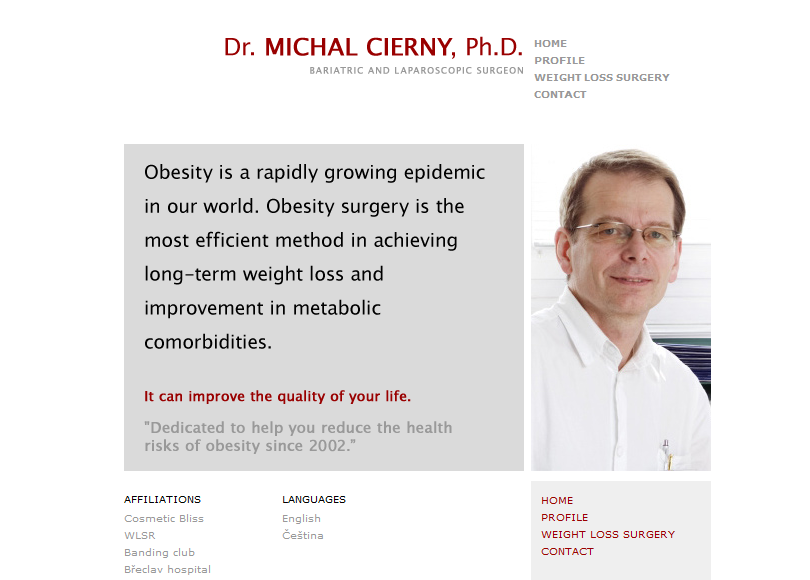 Dr. MICHAL CIERNY, Ph.D.
BARIATRIC AND LAPAROSCOPIC SURGEON
HOME
PROFILE
WEIGHT LOSS SURGERY
CONTACT
Obesity is a rapidly growing epidemic
in our world. Obesity surgery is the
most efficient method in achieving
long-term weight loss and
improvement in metabolic
comorbidities.
It can improve the quality of your life.
"Dedicated to help you reduce the health
risks of obesity since 2002."
AFFILIATIONS
Cosmetic Bliss
WLSR
Banding club
Břeclav hospital
LANGUAGES
English
Čeština
HOME
PROFILE
WEIGHT LOSS SURGERY
CONTACT